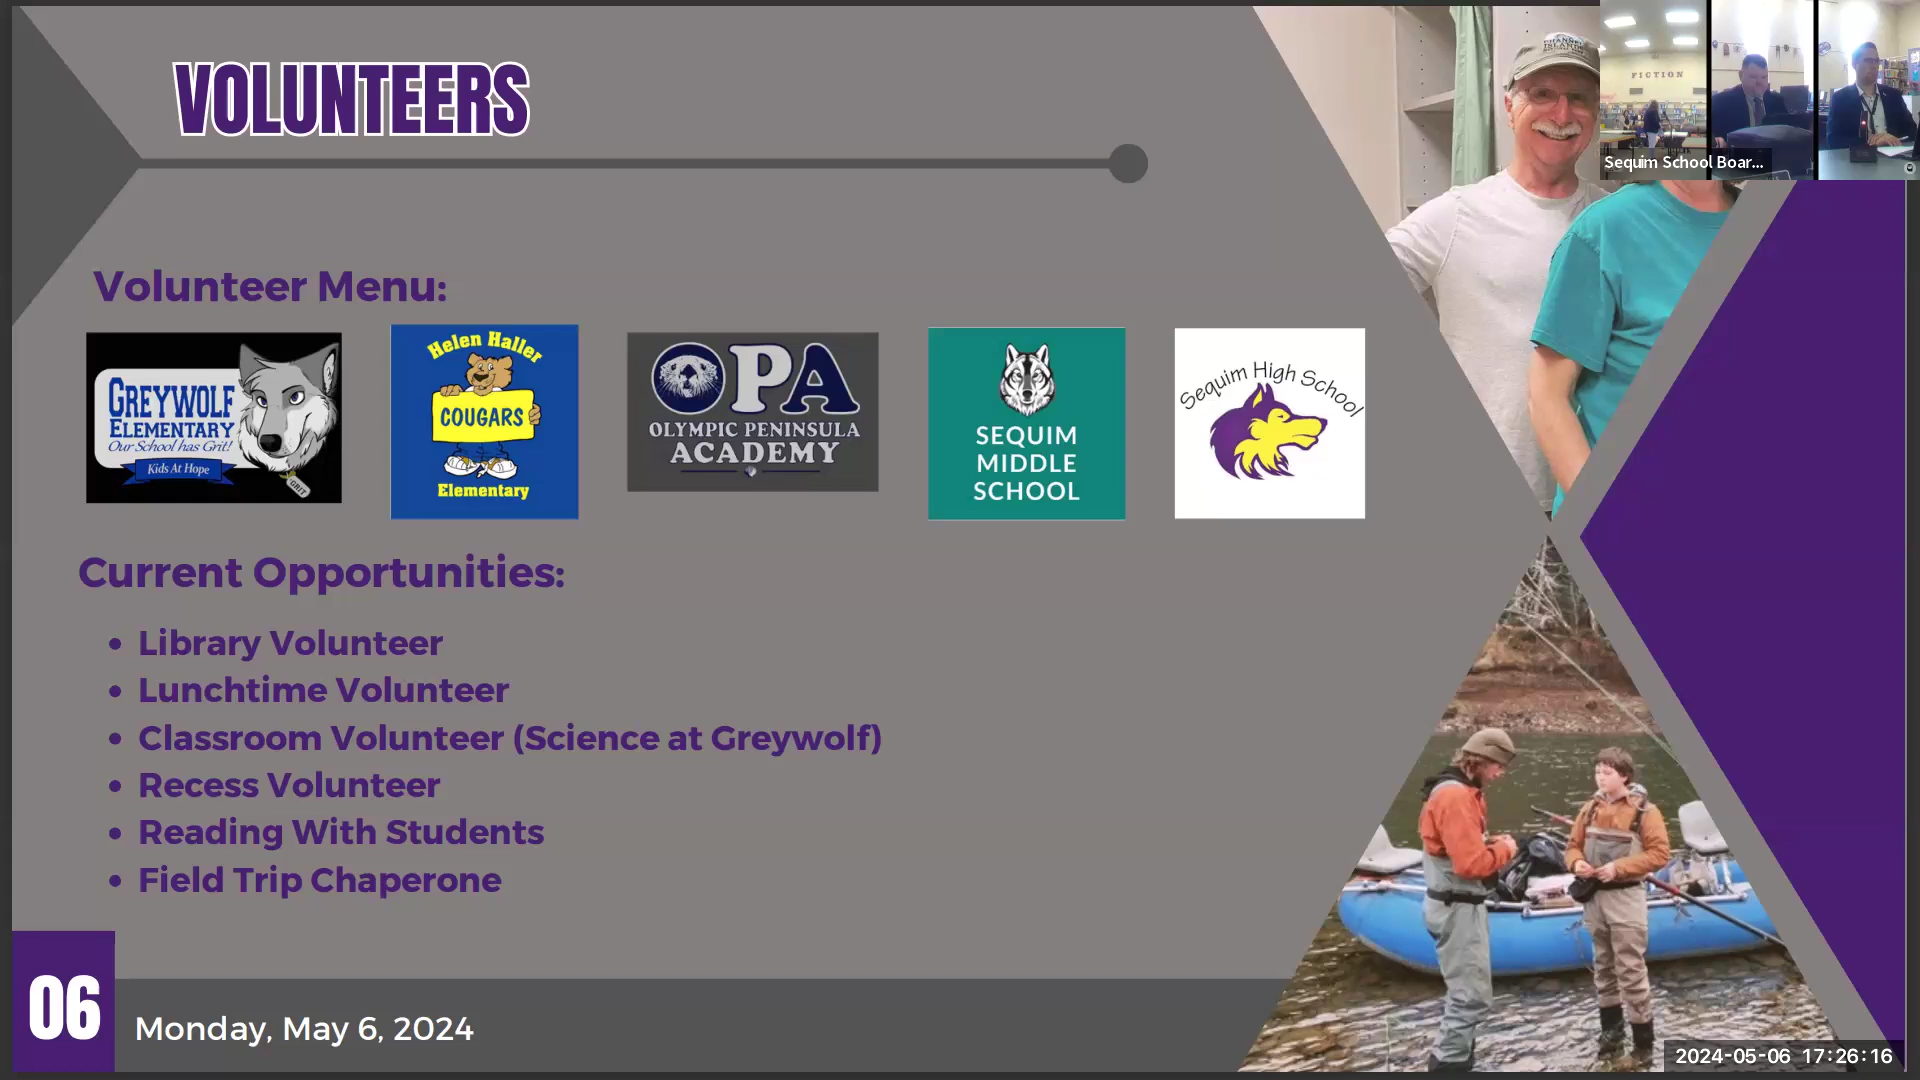 VOLUNTEERS
CHANNEL
ISLANDS
FICTION
Sequim School Boar...
Volunteer Menu:
GREYWOLF
ELEMENTARY
Our School has Grit!
Kids At Hope
GRIT
Helen Haller
COUGARS
Elementary
OPA
OLYMPIC PENINSULA
ACADEMY
SEQUIM
MIDDLE
SCHOOL
Sequim High School
Current Opportunities:
• Library Volunteer
• Lunchtime Volunteer
• Classroom Volunteer (Science at Greywolf)
• Recess Volunteer
• Reading With Students
• Field Trip Chaperone
06
Monday, May 6, 2024
2024-05-06 17:26:16